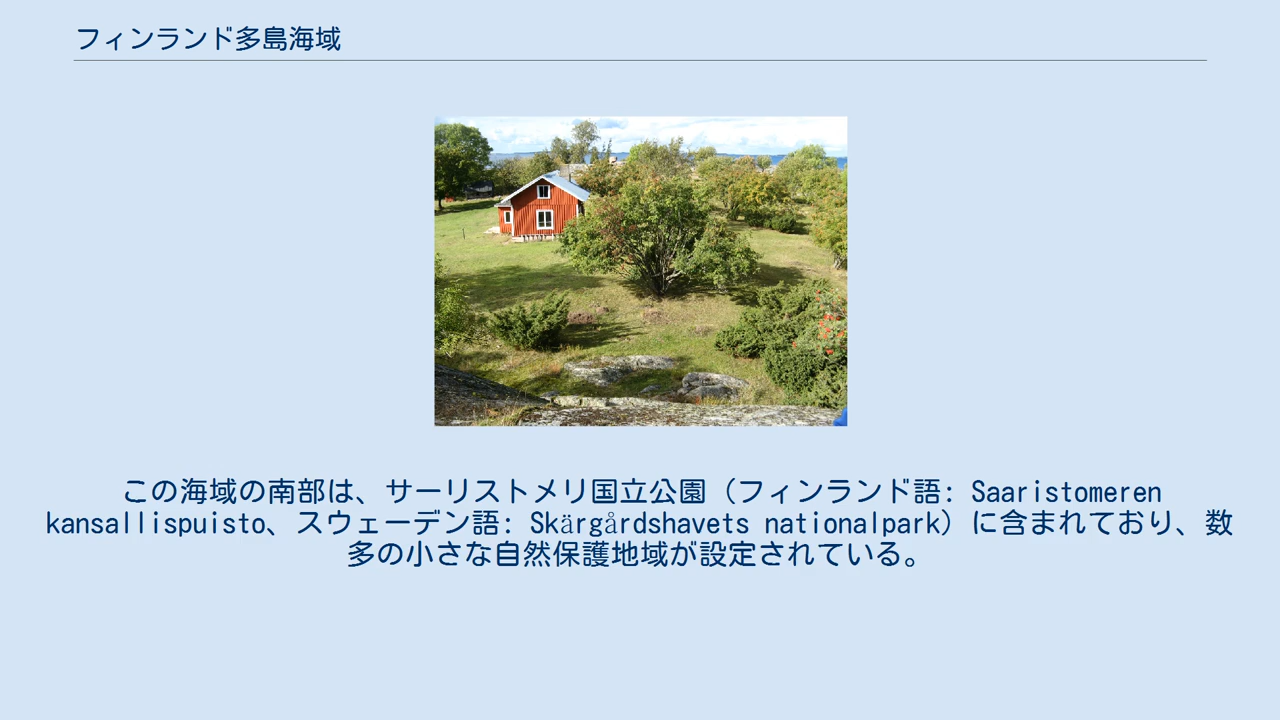 フィンランド多島海域
この海域の南部は、サーリストメリ国立公園（フィンランド語: Saaristomeren
kansallispuisto、スウェーデン語: Skärgårdshavets nationalpark）に含まれており、数
多の小さな自然保護地域が設定されている。